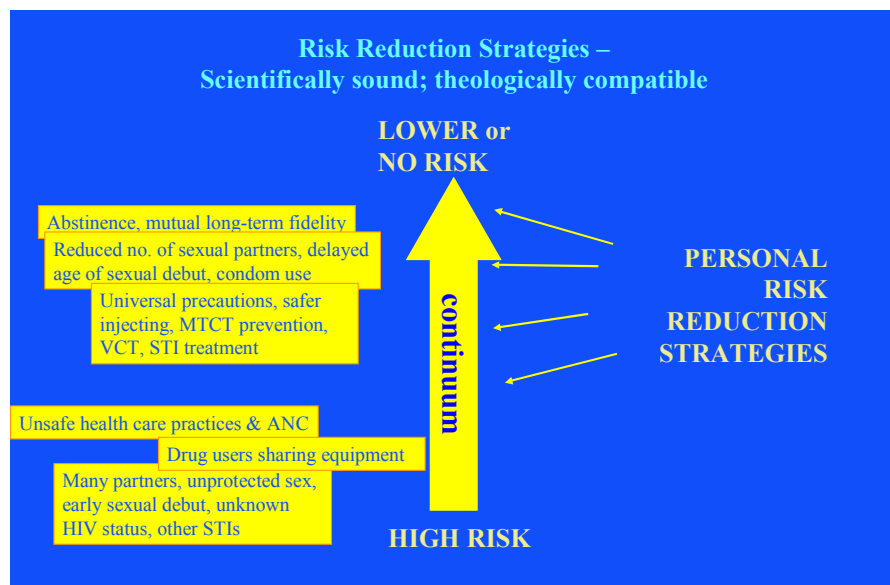 Risk Reduction Strategies –
Scientifically sound; theologically compatible
LOWER or
NO RISK
Abstinence, mutual long-term fidelity
Reduced no. of sexual partners, delayed
age of sexual debut, condom use
Universal precautions, safer
injecting, MTCT prevention,
VCT, STI treatment
continuum
PERSONAL
RISK
REDUCTION
STRATEGIES
Unsafe health care practices & ANC
Drug users sharing equipment
Many partners, unprotected sex,
early sexual debut, unknown
HIV status, other STIs
HIGH RISK